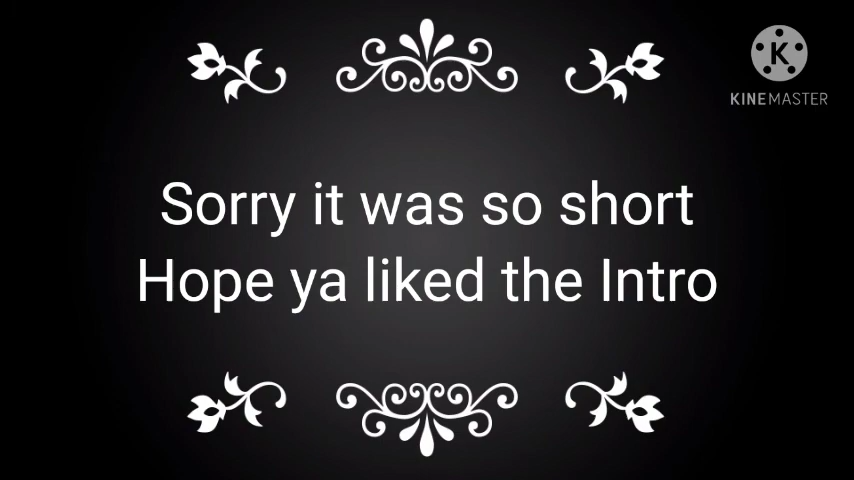 K
KINEMASTER
Sorry it was so short
Hope ya liked the Intro